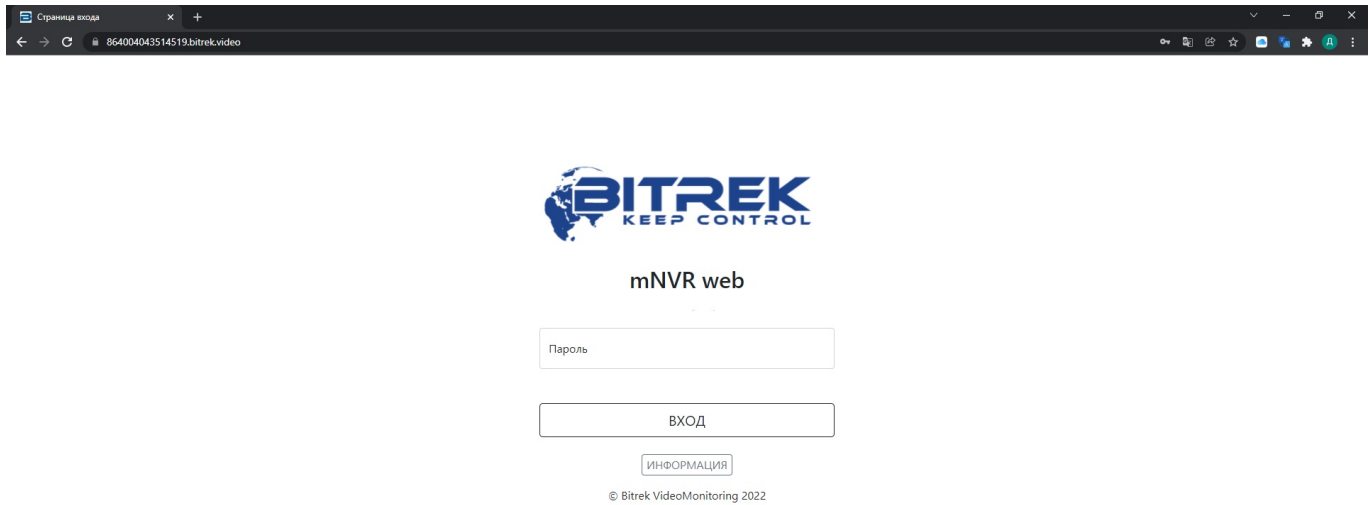 Страница входа
864004043514519.bitrek.video
Д
BITREK
KEEP CONTROL
mNVR web
Пароль
ВХОД
ИНФОРМАЦИЯ
© Bitrek VideoMonitoring 2022